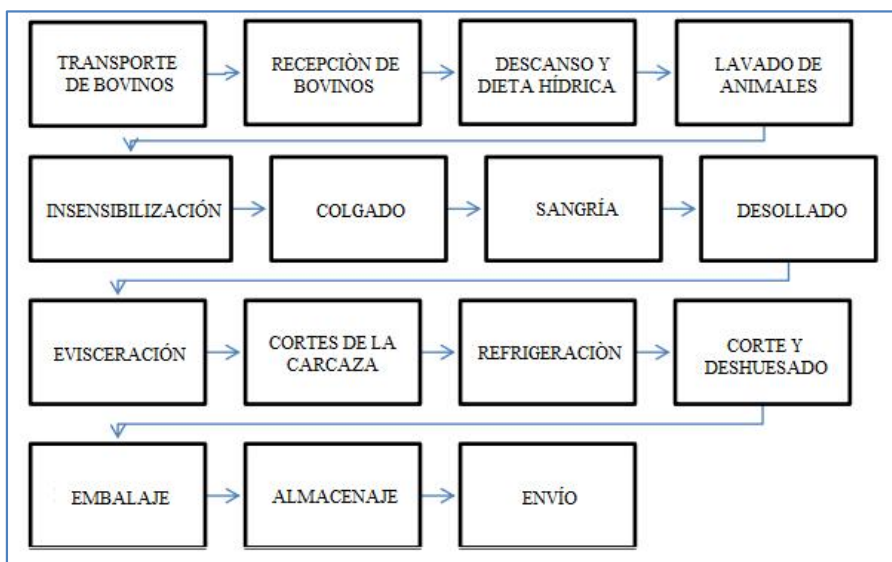 TRANSPORTE
DE BOVINOS
RECEPCIÒN DE
BOVINOS
DESCANSO Y
DIETA HÍDRICA
LAVADO DE
ANIMALES
INSENSIBILIZACIÓN
COLGADO
SANGRÍA
DESOLLADO
EVISCERACIÓN
CORTES DE LA
CARCAZA
REFRIGERACIÒN
CORTE Y
DESHUESADO
EMBALAJE
ALMACENAJE
ENVÍO